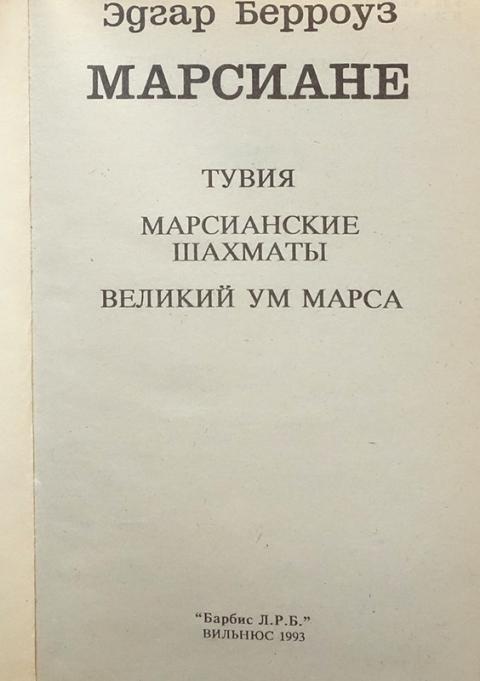 Эдгар Берроуз
МАРСИАНЕ
ТУВИЯ
МАРСИАНСКИЕ
ШАХМАТЫ
ВЕЛИКИЙ УМ МАРСА
"Барбис Л.Р.Б."
ВИЛЬНЮС 1993